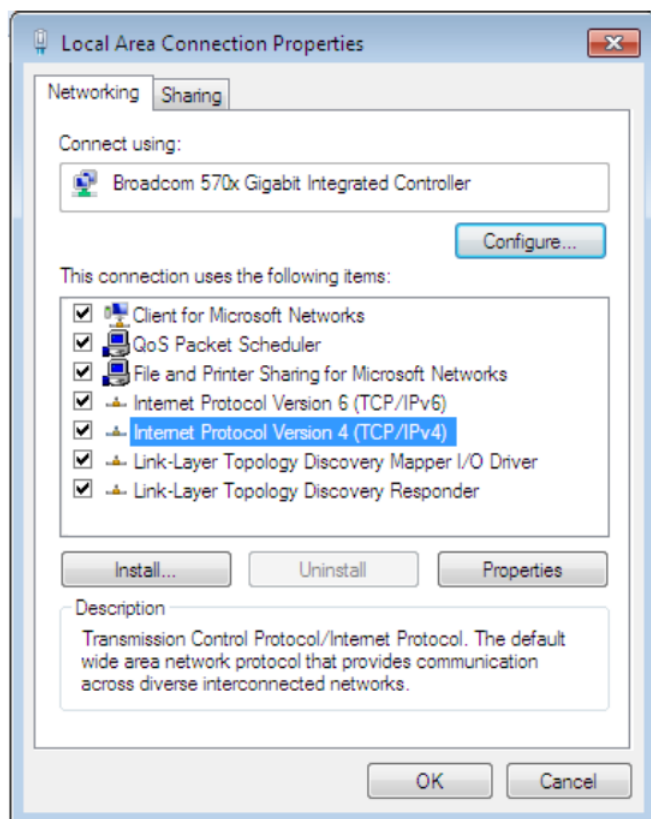 Local Area Connection Properties
Networking
Sharing
Connect using:
Broadcom 570x Gigabit Integrated Controller
Configure...
This connection uses the following items:
Client for Microsoft Networks
QoS Packet Scheduler
File and Printer Sharing for Microsoft Networks
Internet Protocol Version 6 (TCP/IPv6)
Internet Protocol Version 4 (TCP/IPv4)
Link-Layer Topology Discovery Mapper I/O Driver
Link-Layer Topology Discovery Responder
Install...
Uninstall
Properties
Description
Transmission Control Protocol/Internet Protocol. The default
wide area network protocol that provides communication
across diverse interconnected networks.
OK
Cancel